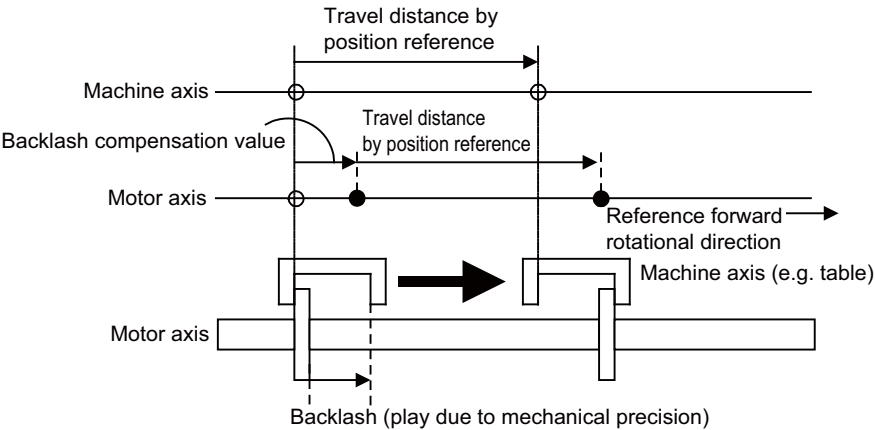 Travel distance by
position reference
Machine axis
Travel distance
by position reference
Backlash compensation value
Motor axis
Reference forward
rotational direction
Machine axis (e.g. table)
Motor axis
Backlash (play due to mechanical precision)